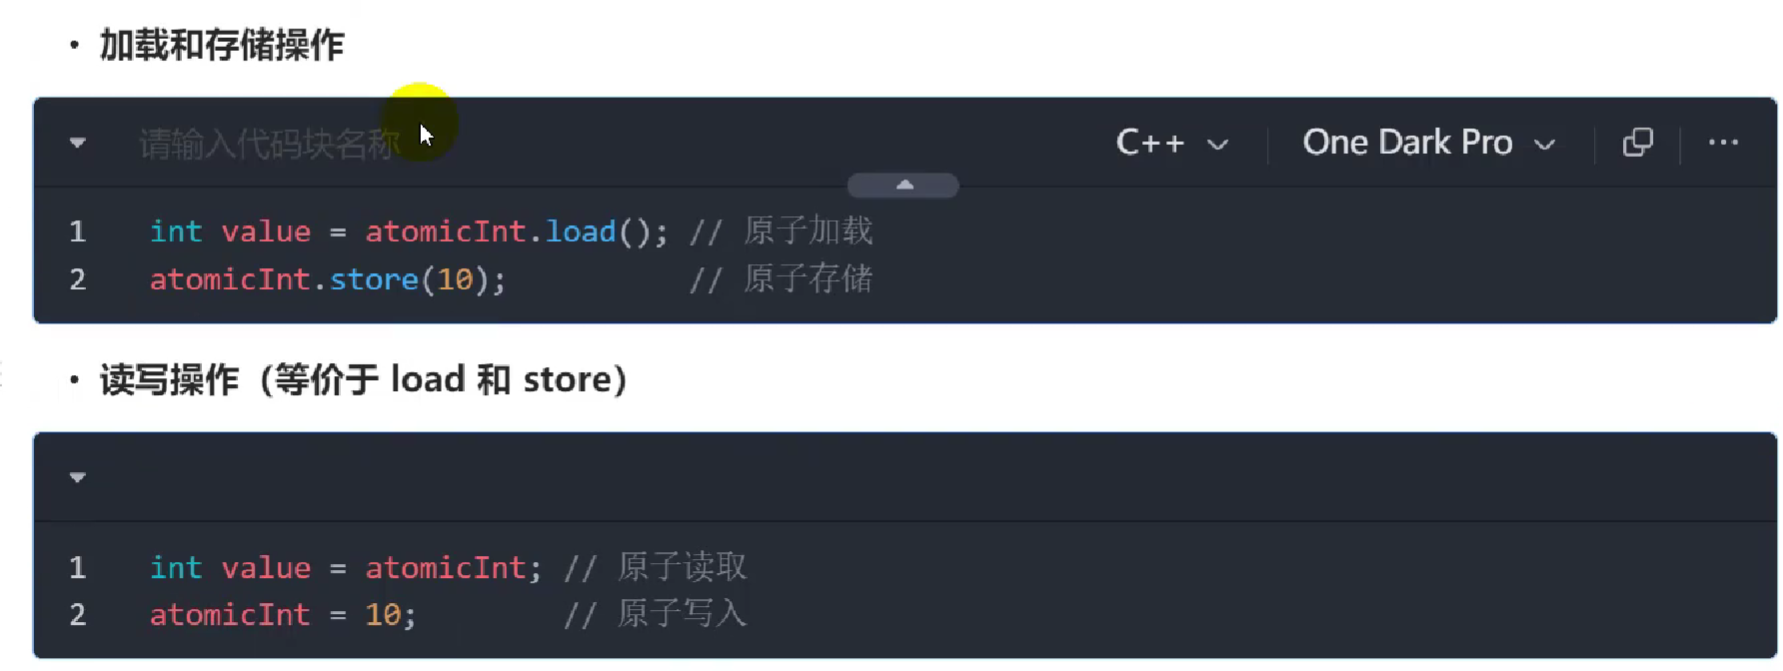 • 加载和存储操作
请输入代码块名称 C++ One Dark Pro ···
1 int value = atomicInt.load(); // 原子加载
2 atomicInt.store(10); // 原子存储
• 读写操作（等价于 load 和 store）
1 int value = atomicInt; // 原子读取
2 atomicInt = 10; // 原子写入